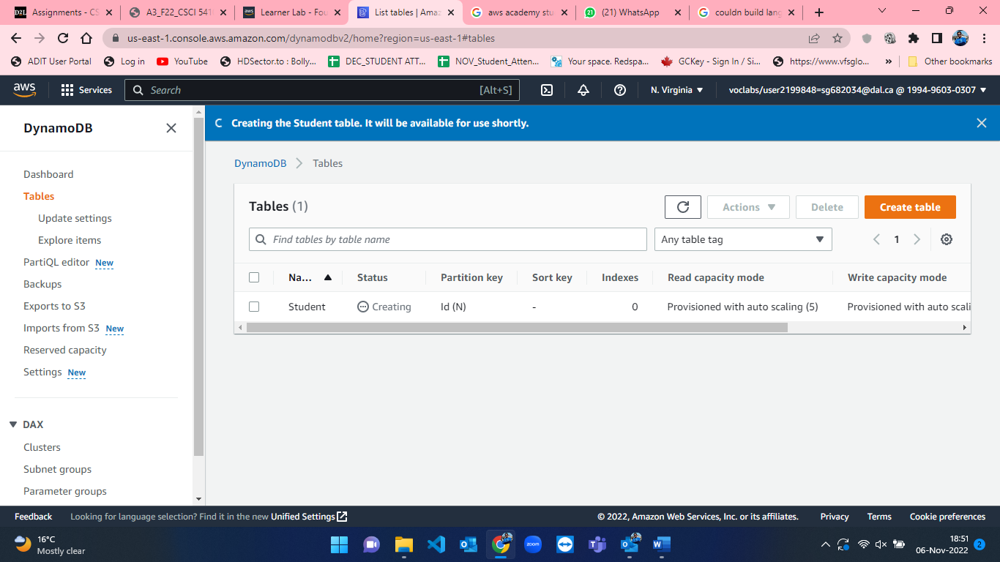 D2L Assignments - CS
A3_F22_CSCI 541
aws Learner Lab - Fou
List tables | Amaz
aws academy stu
21 (21) WhatsApp
couldn build lang
us-east-1.console.aws.amazon.com/dynamodbv2/home?region=us-east-1#tables
ADIT User Portal
Log in
YouTube
HDSector.to : Bolly...
DEC_STUDENT ATT...
NOV_Student_Atten...
Your space. Redspa...
GCKey - Sign In / Si...
https://www.vfsglo...
»
Other bookmarks
aws
Services
Search
[Alt+S]
N. Virginia
voclabs/user2199848=sg682034@dal.ca @ 1994-9603-0307
DynamoDB
Dashboard
Tables
Update settings
Explore items
PartiQL editor New
Backups
Exports to S3
Imports from S3 New
Reserved capacity
Settings New
DAX
Clusters
Subnet groups
Parameter groups
Creating the Student table. It will be available for use shortly.
DynamoDB
Tables
Tables (1)
Actions
Delete
Create table
Find tables by table name
Any table tag
1
Na... Status Partition key Sort key Indexes Read capacity mode Write capacity mode
Student Creating Id (N) - 0 Provisioned with auto scaling (5) Provisioned with auto scali
Feedback
Looking for language selection? Find it in the new Unified Settings
© 2022, Amazon Web Services, Inc. or its affiliates.
Privacy
Terms
Cookie preferences
16°C
Mostly clear
zoom
18:51
06-Nov-2022
2